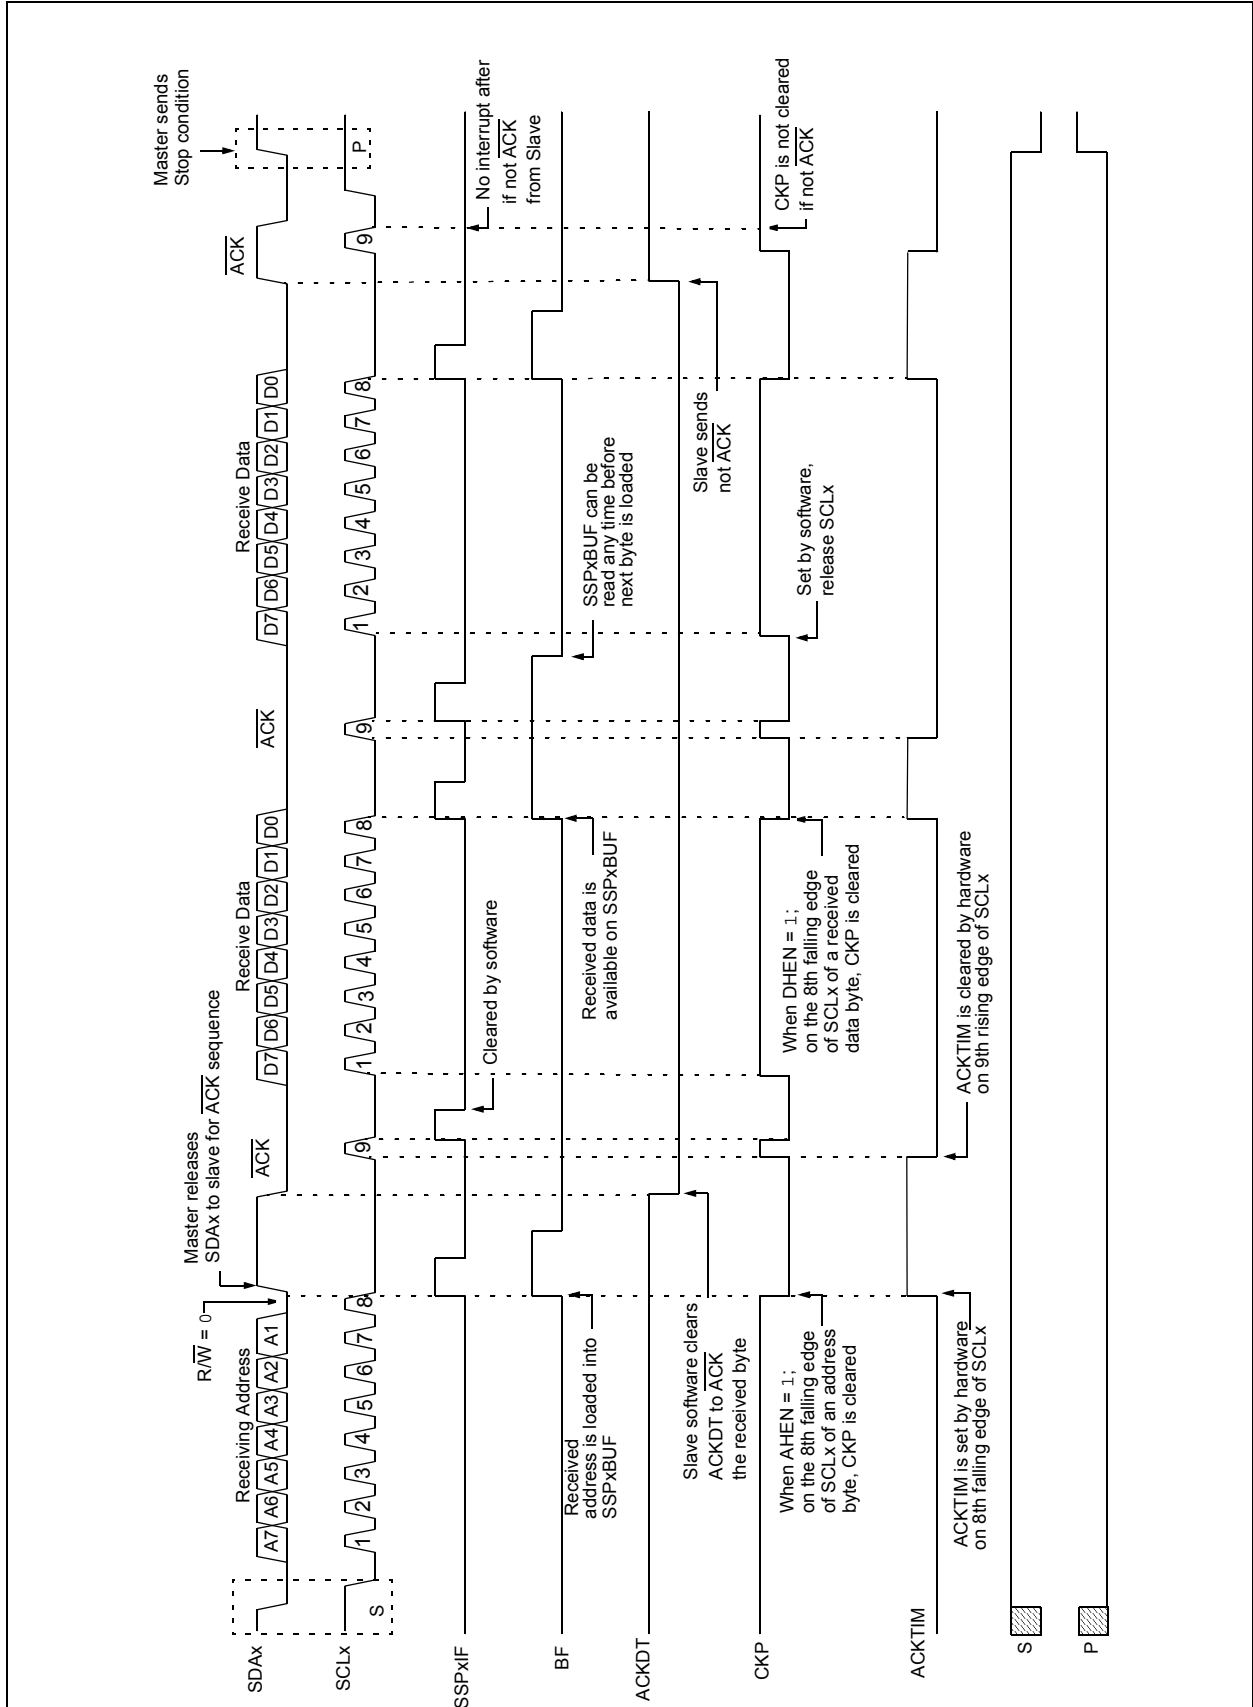 Master sends
Stop condition
Master releases
SDAx to slave for ACK sequence
R/W = 0
SDAx
Receiving Address
A7 A6 A5 A4 A3 A2 A1
ACK
Receive Data
D7 D6 D5 D4 D3 D2 D1 D0
ACK
Receive Data
D7 D6 D5 D4 D3 D2 D1 D0
ACK
SCLx
S
1 2 3 4 5 6 7 8 9
1 2 3 4 5 6 7 8 9
1 2 3 4 5 6 7 8 9
P
SSPxIF
Cleared by software
No interrupt after
if not ACK
from Slave
BF
Received
address is loaded into
SSPxBUF
Received data is
available on SSPxBUF
SSPxBUF can be
read any time before
next byte is loaded
ACKDT
Slave software clears
ACKDT to ACK
the received byte
Slave sends
not ACK
CKP
When AHEN = 1;
on the 8th falling edge
of SCLx of an address
byte, CKP is cleared
When DHEN = 1;
on the 8th falling edge
of SCLx of a received
data byte, CKP is cleared
Set by software,
release SCLx
CKP is not cleared
if not ACK
ACKTIM
ACKTIM is set by hardware
on 8th falling edge of SCLx
ACKTIM is cleared by hardware
on 9th rising edge of SCLx
S
P